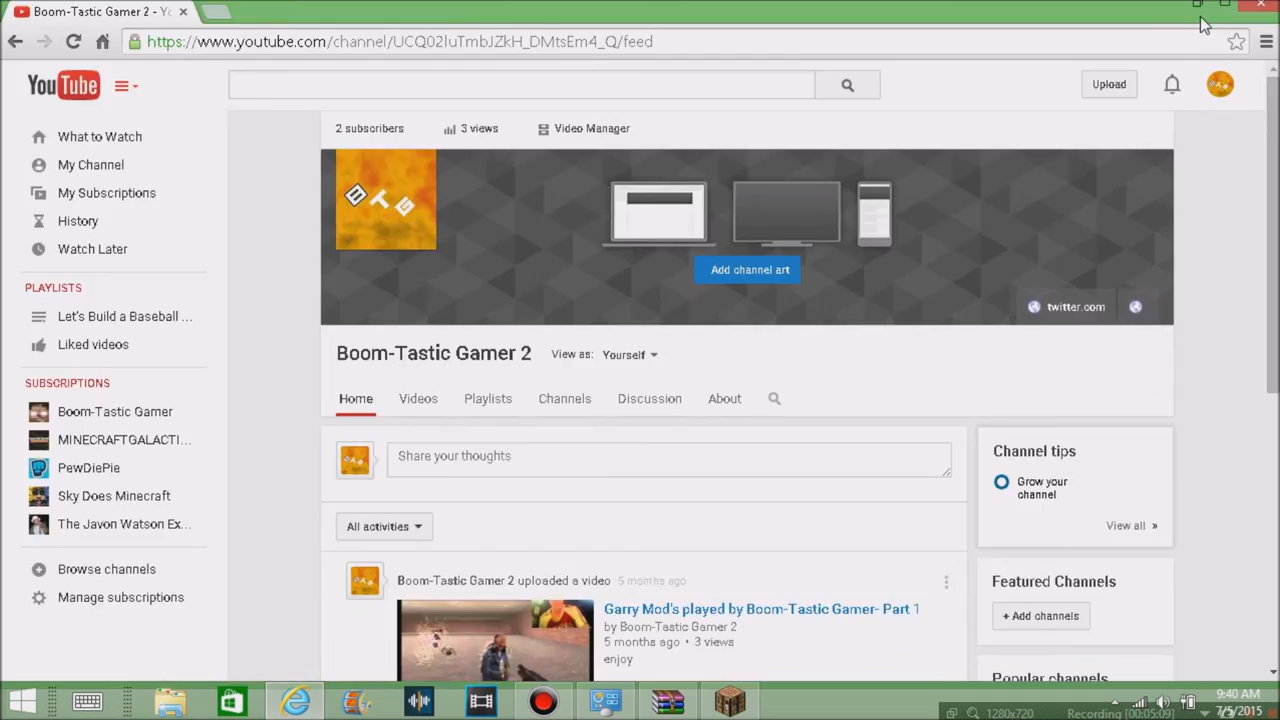 Boom-Tastic Gamer 2 - Yo
https://www.youtube.com/channel/UCQ02luTmbJZkH_DMtsEm4_Q/feed
YouTube
Upload
What to Watch
My Channel
My Subscriptions
History
Watch Later
PLAYLISTS
Let's Build a Baseball ...
Liked videos
SUBSCRIPTIONS
Boom-Tastic Gamer
MINECRAFTGALACTI...
PewDiePie
Sky Does Minecraft
The Javon Watson Ex...
Browse channels
Manage subscriptions
2 subscribers
3 views
Video Manager
BTG
Add channel art
twitter.com
Boom-Tastic Gamer 2
View as: Yourself
Home Videos Playlists Channels Discussion About
Share your thoughts
All activities
Boom-Tastic Gamer 2 uploaded a video 5 months ago
Garry Mod's played by Boom-Tastic Gamer- Part 1
by Boom-Tastic Gamer 2
5 months ago • 3 views
enjoy
Channel tips
Grow your
channel
View all »
Featured Channels
+ Add channels
Popular channels
9:40 AM
7/5/2015
1280x720
Recording [00:05:09]